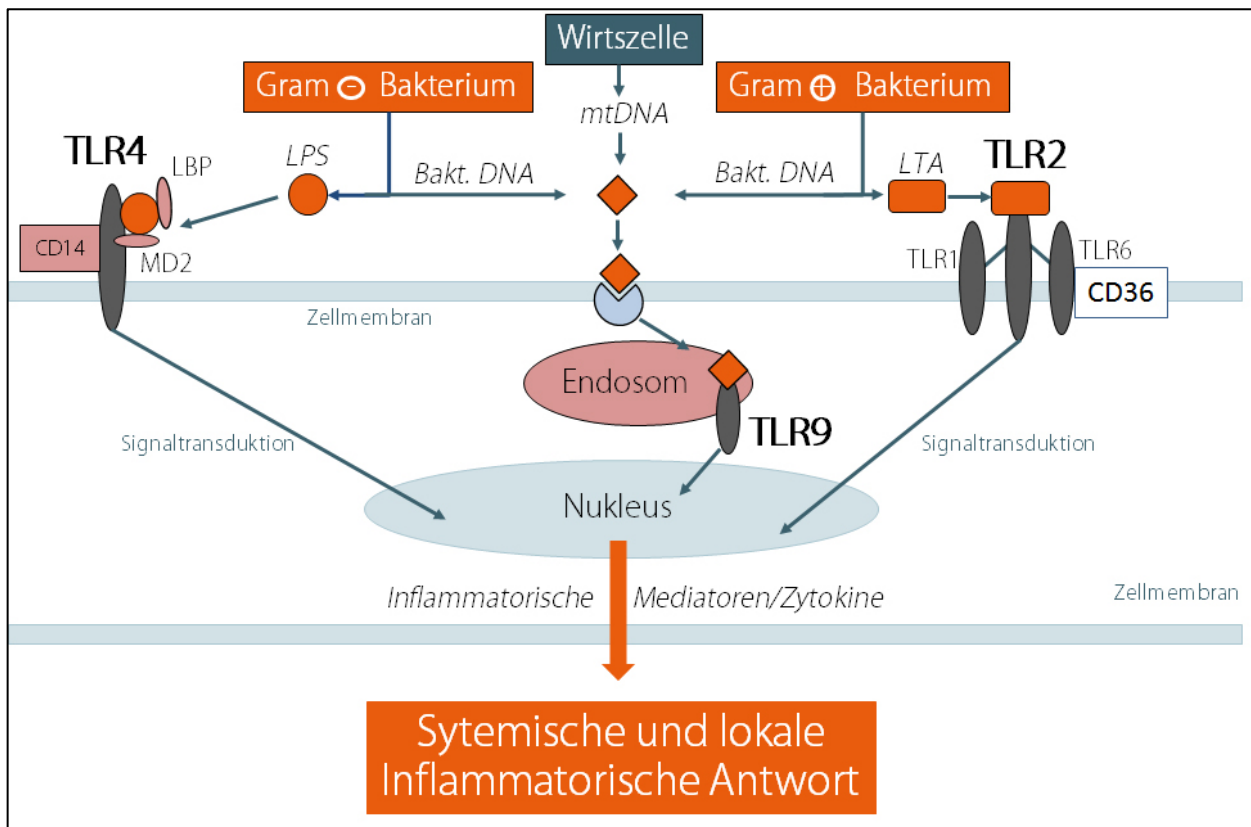 Wirtszelle
Gram ⊖ Bakterium
Gram ⊕ Bakterium
mtDNA
TLR4
LBP
LPS
Bakt. DNA
Bakt. DNA
LTA
TLR2
CD14
MD2
TLR1
TLR6
CD36
Zellmembran
Endosom
TLR9
Signaltransduktion
Signaltransduktion
Nukleus
Inflammatorische
Mediatoren/Zytokine
Zellmembran
Sytemische und lokale
Inflammatorische Antwort